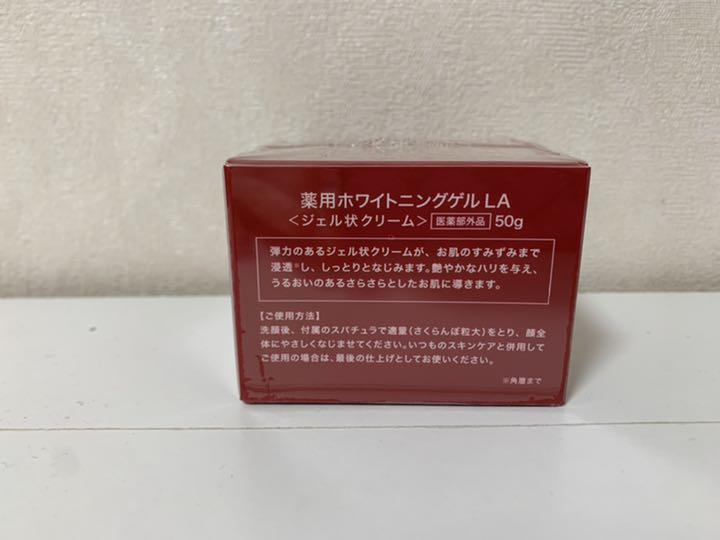 薬用ホワイトニングゲル LA
＜ジェル状クリーム＞ 医薬部外品 50g
弾力のあるジェル状クリームが、お肌のすみずみまで
浸透※し、しっとりとなじみます。艶やかなハリを与え、
うるおいのあるさらさらとしたお肌に導きます。
【ご使用方法】
洗顔後、付属のスパチュラで適量（さくらんぼ粒大）をとり、顔全
体にやさしくなじませてください。いつものスキンケアと併用して
ご使用の場合は、最後の仕上げとしてお使いください。
※角層まで